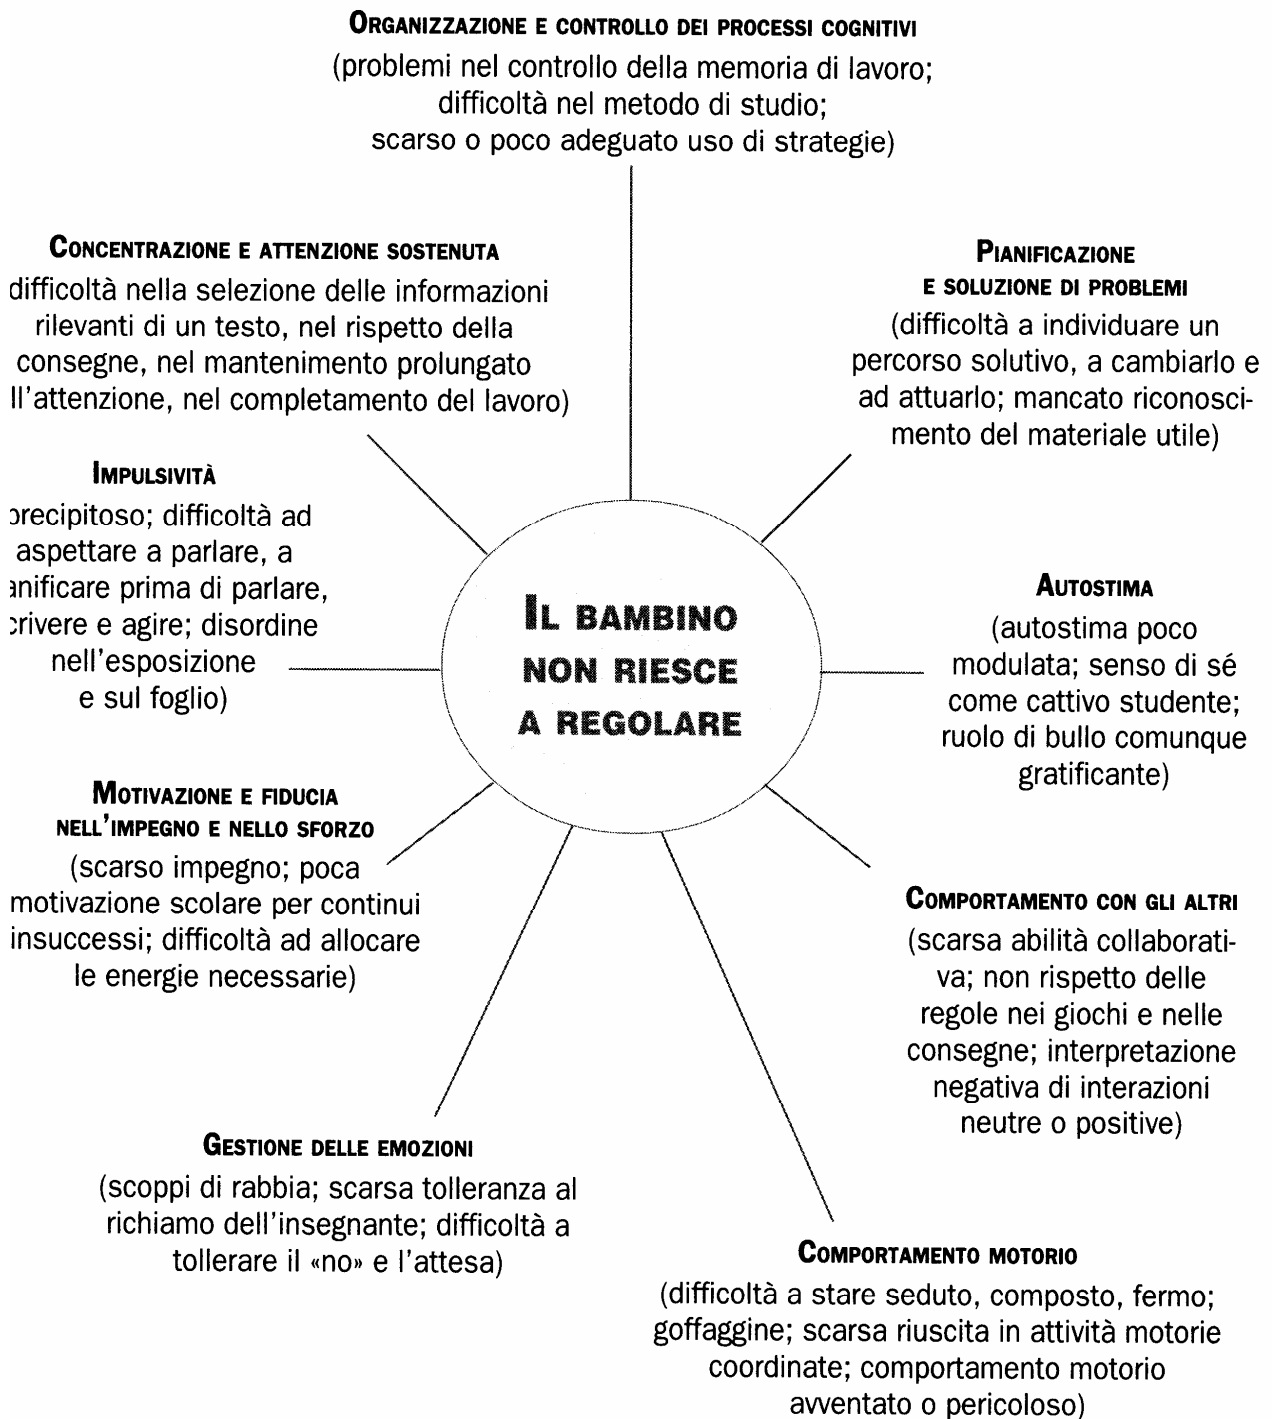 ORGANIZZAZIONE E CONTROLLO DEI PROCESSI COGNITIVI
(problemi nel controllo della memoria di lavoro;
difficoltà nel metodo di studio;
scarso o poco adeguato uso di strategie)
CONCENTRAZIONE E ATTENZIONE SOSTENUTA
difficoltà nella selezione delle informazioni
rilevanti di un testo, nel rispetto della
consegne, nel mantenimento prolungato
ll'attenzione, nel completamento del lavoro)
PIANIFICAZIONE
E SOLUZIONE DI PROBLEMI
(difficoltà a individuare un
percorso solutivo, a cambiarlo e
ad attuarlo; mancato riconosci-
mento del materiale utile)
IMPULSIVITÀ
precipitoso; difficoltà ad
aspettare a parlare, a
anificare prima di parlare,
crivere e agire; disordine
nell'esposizione
e sul foglio)
IL BAMBINO
NON RIESCE
A REGOLARE
AUTOSTIMA
(autostima poco
modulata; senso di sé
come cattivo studente;
ruolo di bullo comunque
gratificante)
MOTIVAZIONE E FIDUCIA
NELL'IMPEGNO E NELLO SFORZO
(scarso impegno; poca
motivazione scolare per continui
insuccessi; difficoltà ad allocare
le energie necessarie)
COMPORTAMENTO CON GLI ALTRI
(scarsa abilità collaborati-
va; non rispetto delle
regole nei giochi e nelle
consegne; interpretazione
negativa di interazioni
neutre o positive)
GESTIONE DELLE EMOZIONI
(scoppi di rabbia; scarsa tolleranza al
richiamo dell'insegnante; difficoltà a
tollerare il «no» e l'attesa)
COMPORTAMENTO MOTORIO
(difficoltà a stare seduto, composto, fermo;
goffaggine; scarsa riuscita in attività motorie
coordinate; comportamento motorio
avventato o pericoloso)